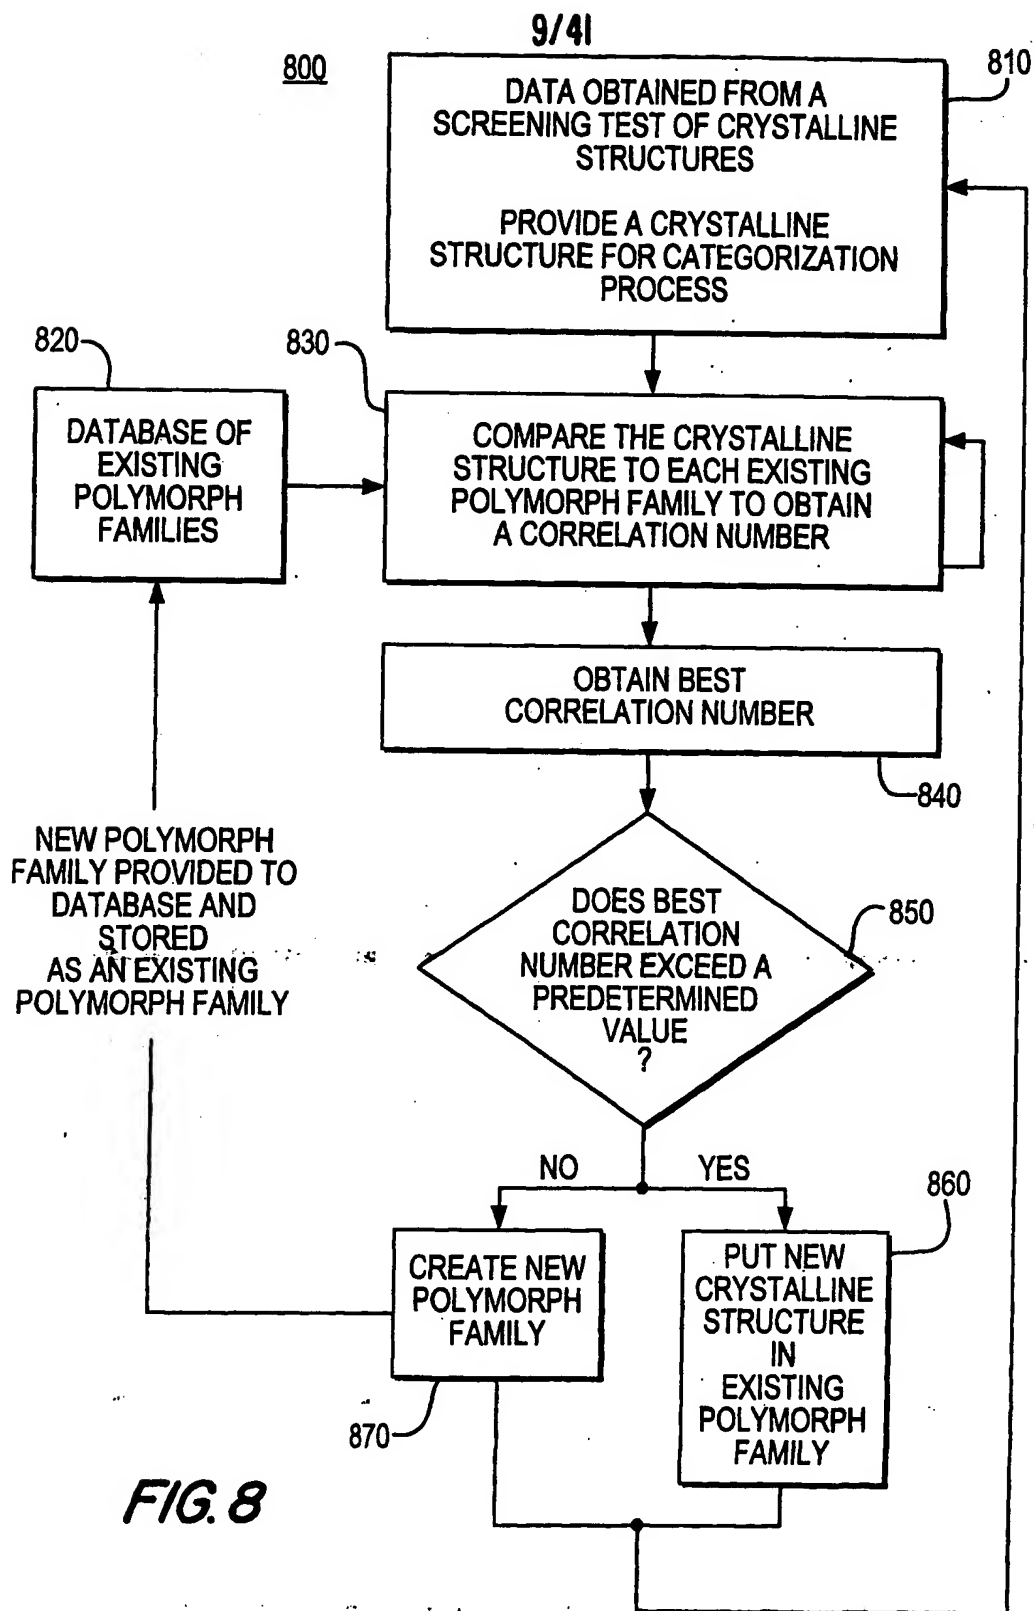 9/41
800
810
DATA OBTAINED FROM A
SCREENING TEST OF CRYSTALLINE
STRUCTURES
PROVIDE A CRYSTALLINE
STRUCTURE FOR CATEGORIZATION
PROCESS
820
DATABASE OF
EXISTING
POLYMORPH
FAMILIES
830
COMPARE THE CRYSTALLINE
STRUCTURE TO EACH EXISTING
POLYMORPH FAMILY TO OBTAIN
A CORRELATION NUMBER
OBTAIN BEST
CORRELATION NUMBER
840
NEW POLYMORPH
FAMILY PROVIDED TO
DATABASE AND
STORED
AS AN EXISTING
POLYMORPH FAMILY
DOES BEST
CORRELATION
NUMBER EXCEED A
PREDETERMINED
VALUE
?
850
NO
YES
860
CREATE NEW
POLYMORPH
FAMILY
870
PUT NEW
CRYSTALLINE
STRUCTURE
IN
EXISTING
POLYMORPH
FAMILY
FIG. 8